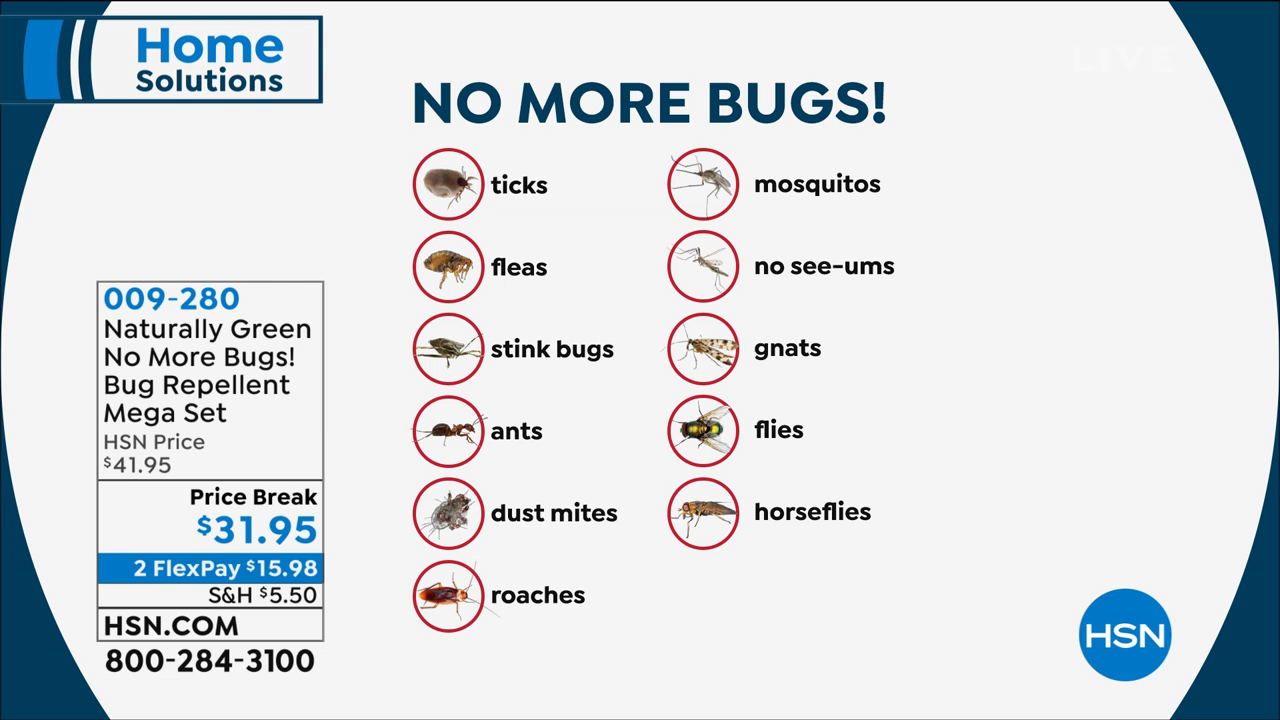 Home
Solutions
LIVE
NO MORE BUGS!
ticks
mosquitos
fleas
no see-ums
stink bugs
gnats
ants
flies
dust mites
horseflies
roaches
009-280
Naturally Green
No More Bugs!
Bug Repellent
Mega Set
HSN Price
$41.95
Price Break
$31.95
2 FlexPay $15.98
S&H $5.50
HSN.COM
800-284-3100
HSN